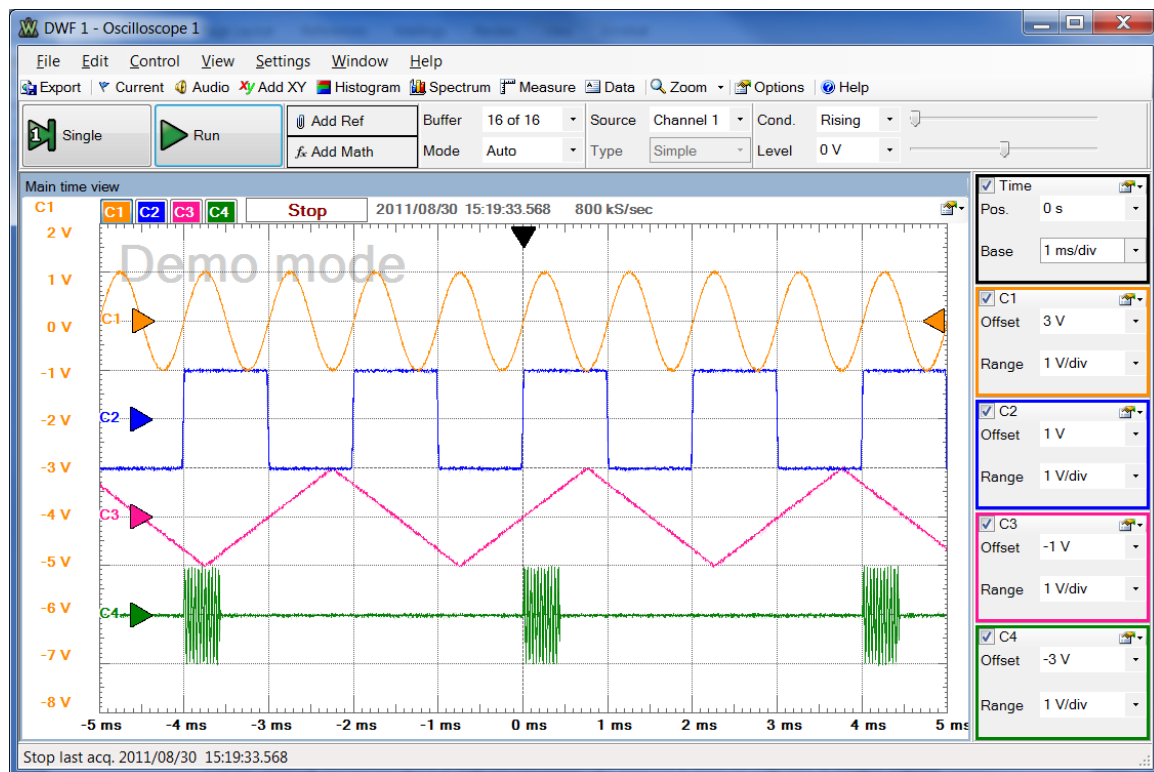 DWF 1 - Oscilloscope 1
File Edit Control View Settings Window Help
Export Current Audio XY Add XY Histogram Spectrum Measure Data Zoom Options Help
1 Single Run Add Ref Buffer 16 of 16 Source Channel 1 Cond. Rising
fx Add Math Mode Auto Type Simple Level 0 V
Main time view
C1 C1 C2 C3 C4 Stop 2011/08/30 15:19:33.568 800 kS/sec
Demo mode
2 V
1 V
0 V
-1 V
-2 V
-3 V
-4 V
-5 V
-6 V
-7 V
-8 V
C1
C2
C3
C4
-5 ms -4 ms -3 ms -2 ms -1 ms 0 ms 1 ms 2 ms 3 ms 4 ms 5 ms
Time
Pos. 0 s
Base 1 ms/div
C1
Offset 3 V
Range 1 V/div
C2
Offset 1 V
Range 1 V/div
C3
Offset -1 V
Range 1 V/div
C4
Offset -3 V
Range 1 V/div
Stop last acq. 2011/08/30 15:19:33.568